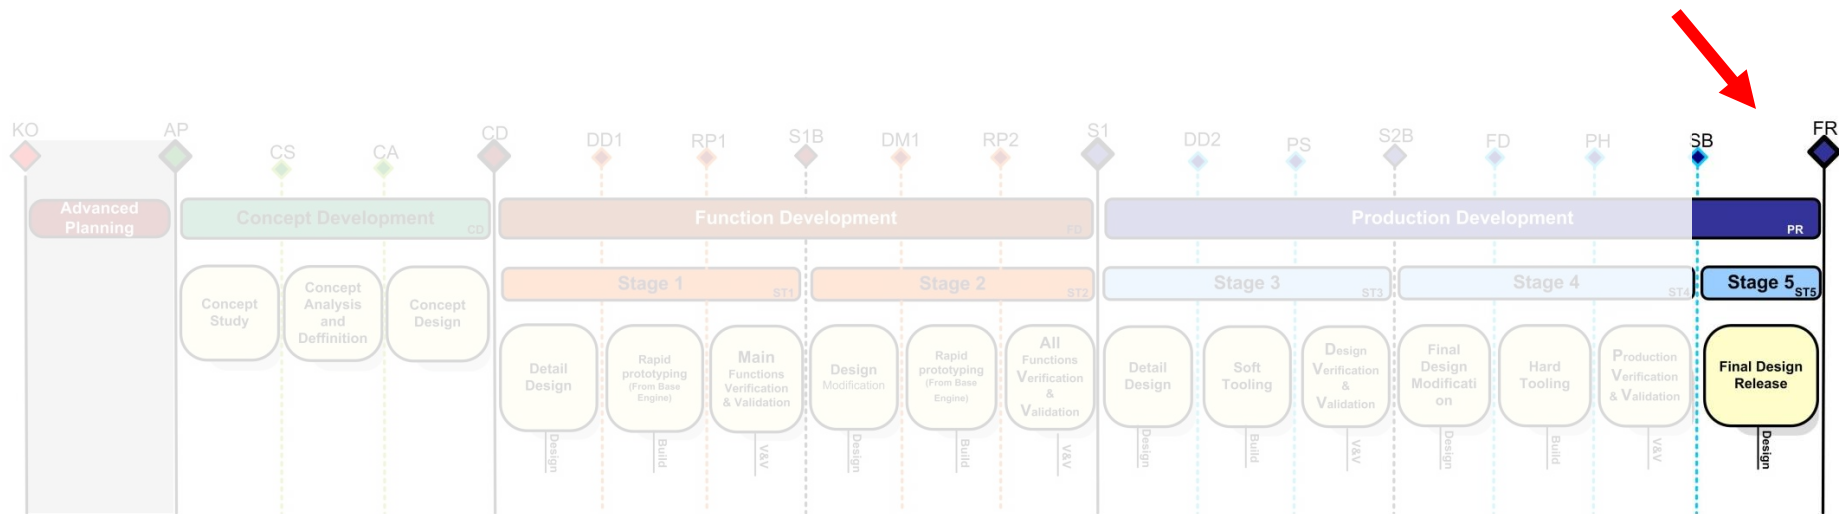 KO
AP
CS
CA
CD
DD1
RP1
S1B
DM1
RP2
S1
DD2
PS
S2B
FD
PH
SB
FR
Advanced
Planning
Concept Development
CD
Function Development
FD
Production Development
PR
Stage 1
ST1
Stage 2
ST2
Stage 3
ST3
Stage 4
ST4
Stage 5
ST5
Concept
Study
Concept
Analysis
and
Deffinition
Concept
Design
Detail
Design
Rapid
prototyping
(From Base
Engine)
Main
Functions
Verification
& Validation
Design
Modification
Rapid
prototyping
(From Base
Engine)
All
Functions
Verification
&
Validation
Detail
Design
Soft
Tooling
Design
Verification
&
Validation
Final
Design
Modificati
on
Hard
Tooling
Production
Verification
& Validation
Final Design
Release
Design
Build
V&V
Design
Build
V&V
Design
Build
V&V
Design
Build
V&V
Design